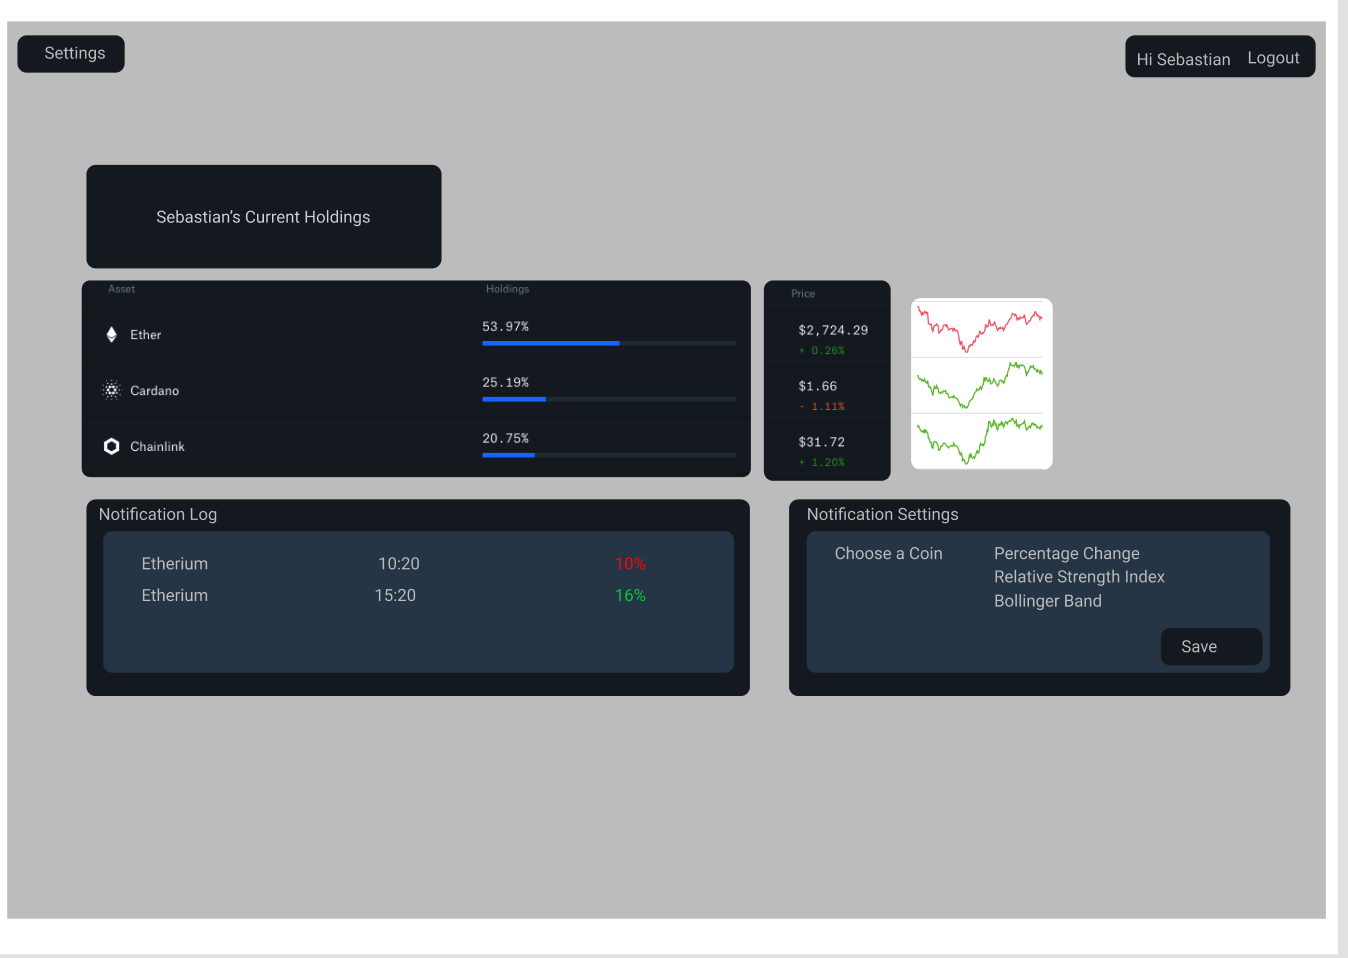 Settings
Hi Sebastian Logout
Sebastian's Current Holdings
Asset Holdings Price
Ether 53.97% $2,724.29
+ 0.26%
Cardano 25.19% $1.66
- 1.11%
Chainlink 20.75% $31.72
+ 1.20%
Notification Log
Etherium 10:20 10%
Etherium 15:20 16%
Notification Settings
Choose a Coin Percentage Change
Relative Strength Index
Bollinger Band
Save